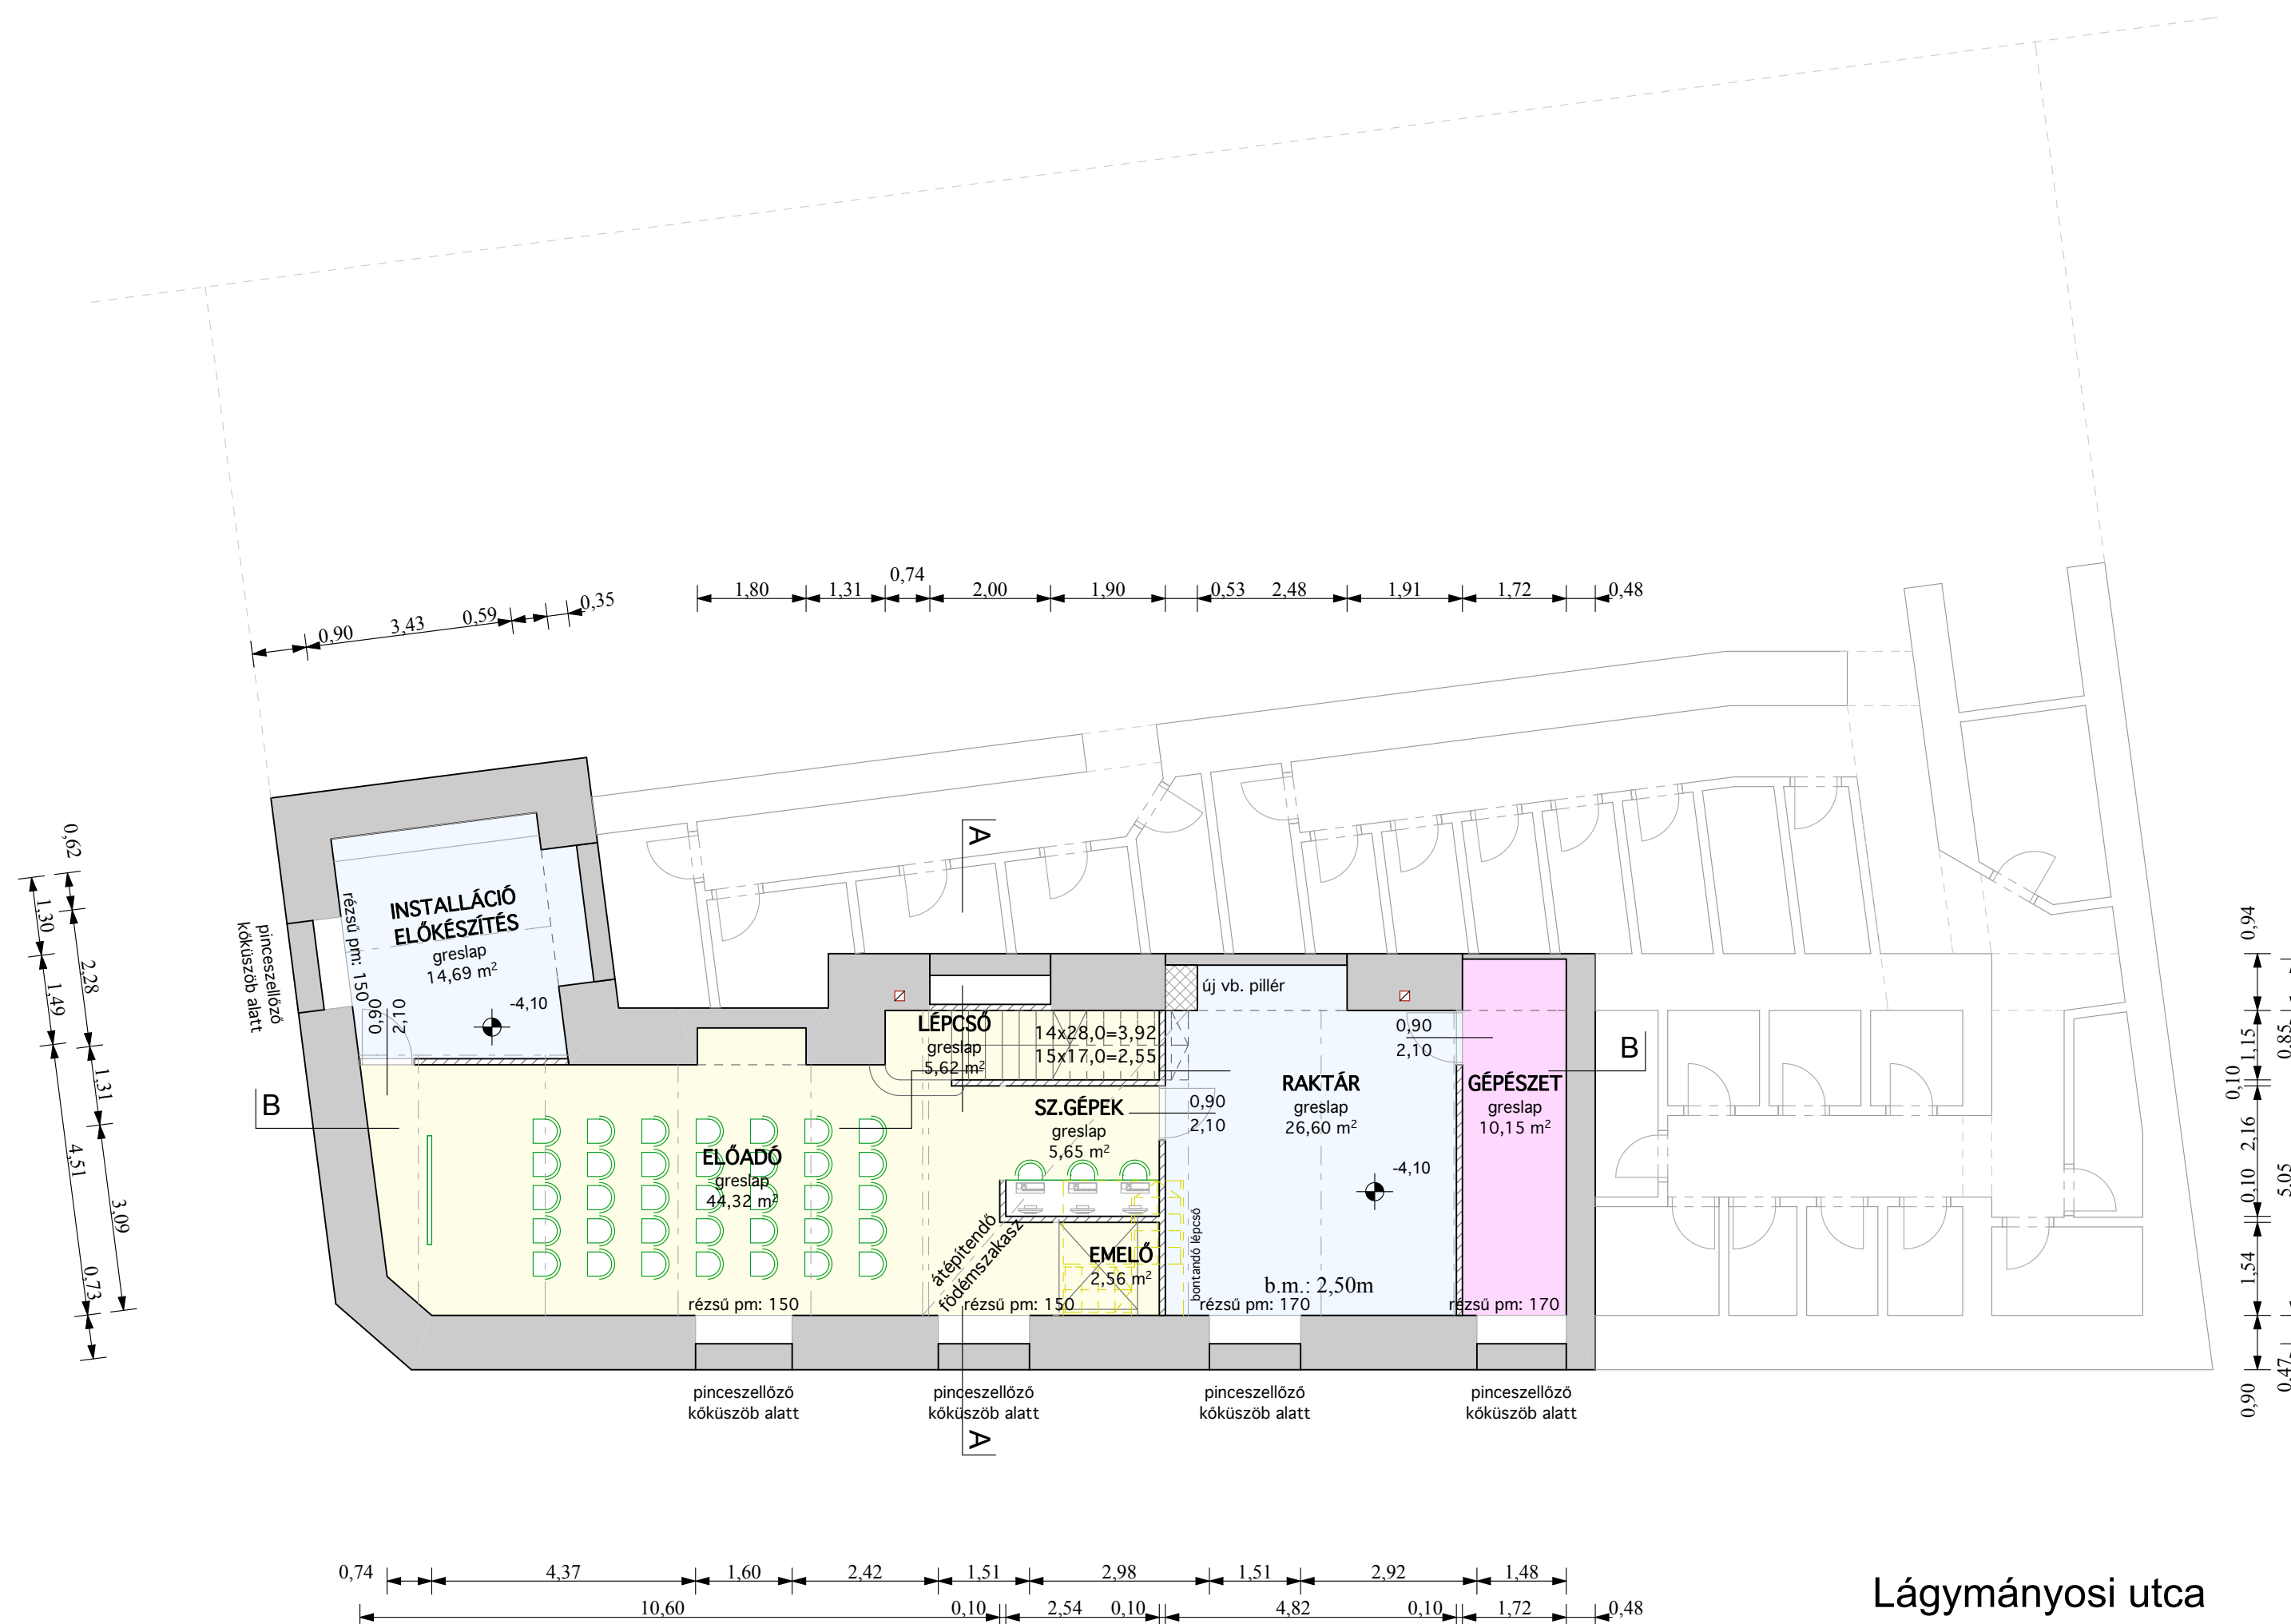 0,74
1,80
1,31
2,00
1,90
0,53
2,48
1,91
1,72
0,48
0,90
3,43
0,59
0,35
0,62
1,30
2,28
1,49
1,31
4,51
3,09
0,73
pinceszellőző
kőküszöb alatt
rézsű pm: 150
INSTALLÁCIÓ
ELŐKÉSZÍTÉS
greslap
14,69 m²
-4,10
0,90
2,10
A
új vb. pillér
LÉPCSŐ
greslap
5,62 m²
14x28,0=3,92
15x17,0=2,55
0,90
2,10
B
B
RAKTÁR
greslap
26,60 m²
GÉPÉSZET
greslap
10,15 m²
SZ.GÉPEK
greslap
5,65 m²
0,90
2,10
ELŐADÓ
greslap
44,32 m²
-4,10
átépítendő
födémszakasz
EMELŐ
2,56 m²
bontandó lépcső
b.m.: 2,50m
rézsű pm: 150
rézsű pm: 150
rézsű pm: 170
rézsű pm: 170
pinceszellőző
kőküszöb alatt
pinceszellőző
kőküszöb alatt
pinceszellőző
kőküszöb alatt
pinceszellőző
kőküszöb alatt
A
0,94
1,15
0,85
0,10
2,16
0,10
5,05
1,54
0,90
0,47
0,74
4,37
1,60
2,42
1,51
2,98
1,51
2,92
1,48
10,60
0,10
2,54
0,10
4,82
0,10
1,72
0,48
Lágymányosi utca